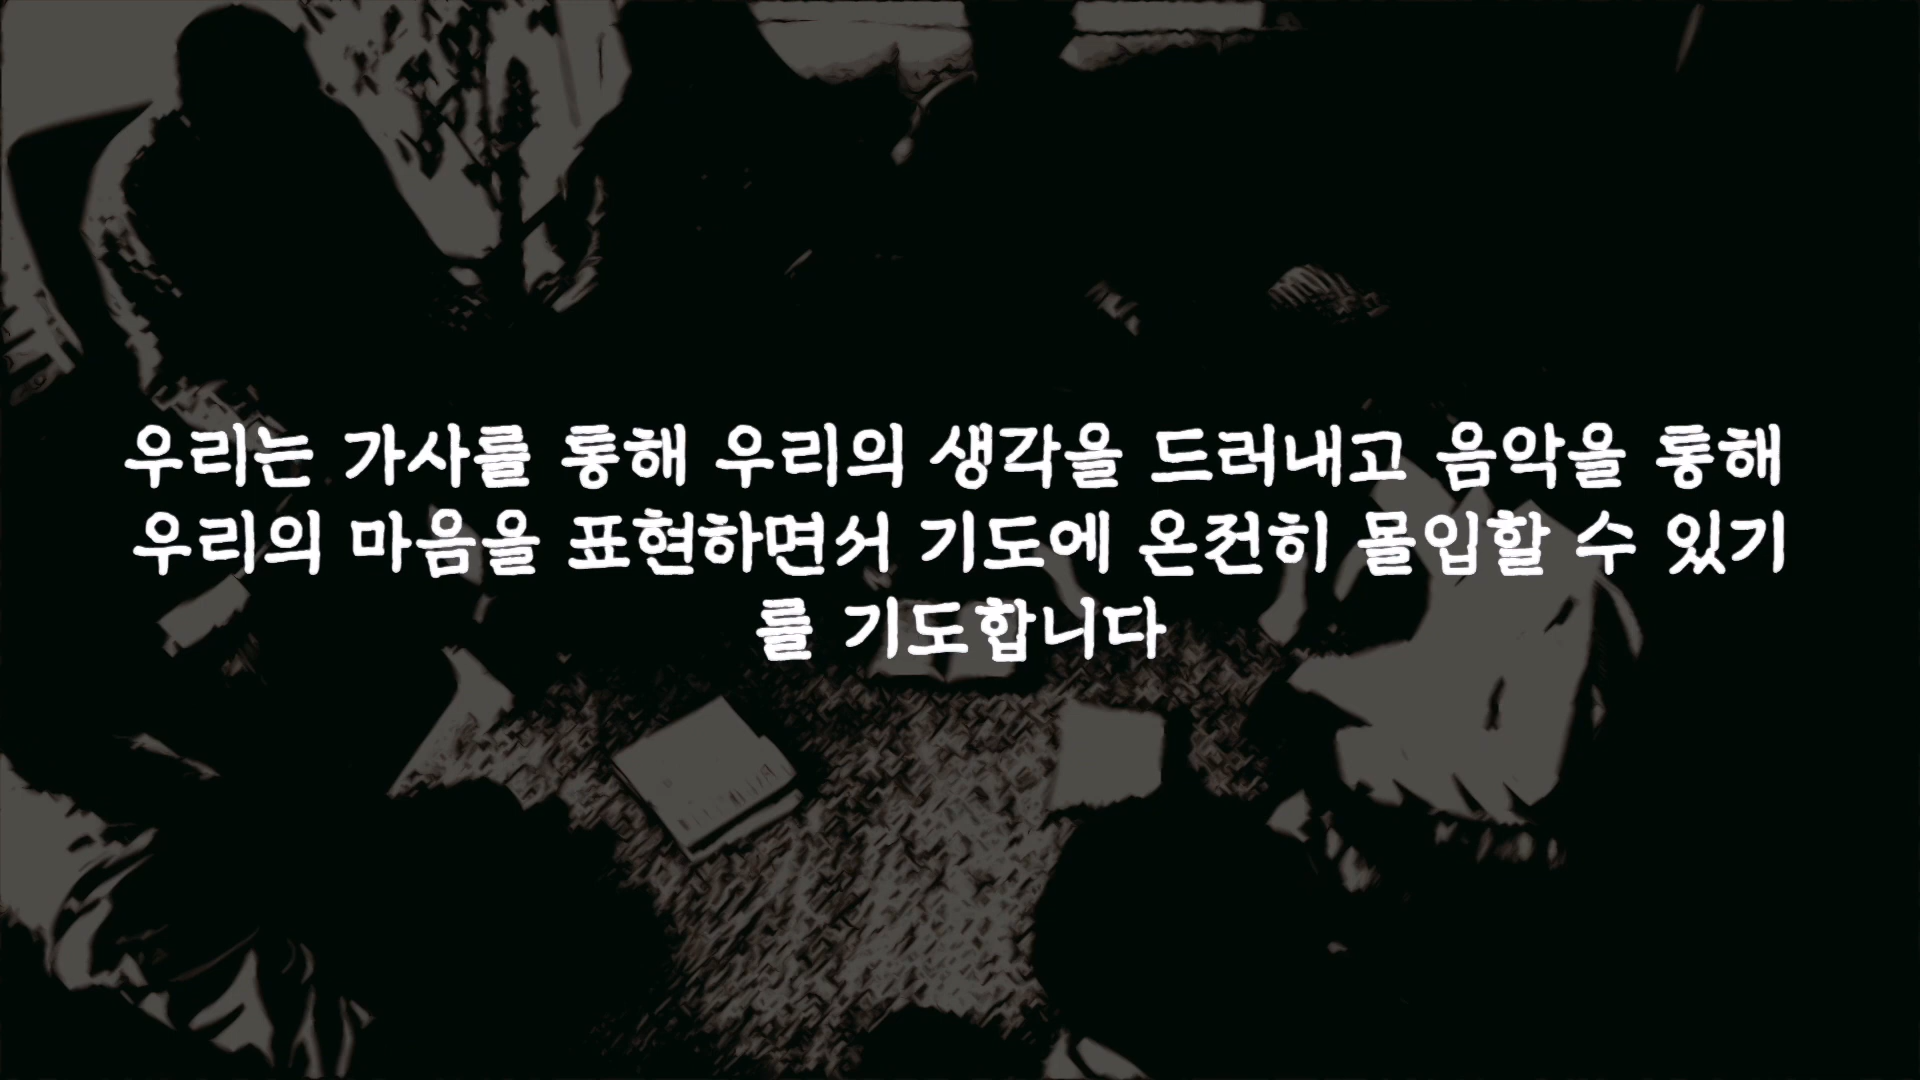 우리는 가사를 통해 우리의 생각을 드러내고 음악을 통해
우리의 마음을 표현하면서 기도에 온전히 몰입할 수 있기
를 기도합니다